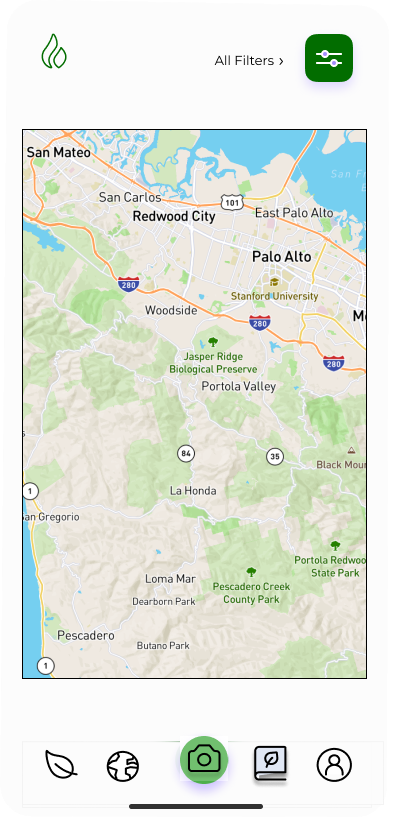 All Filters ›
San Mateo
San Carlos
101
Redwood City
East Palo Alto
Palo Alto
Stanford University
280
Woodside
280
280
Jasper Ridge
Biological Preserve
Portola Valley
84
35
Black Moun
La Honda
1
an Gregorio
Portola Redwoo
State Park
Loma Mar
Pescadero Creek
County Park
Dearborn Park
Pescadero
Butano Park
1